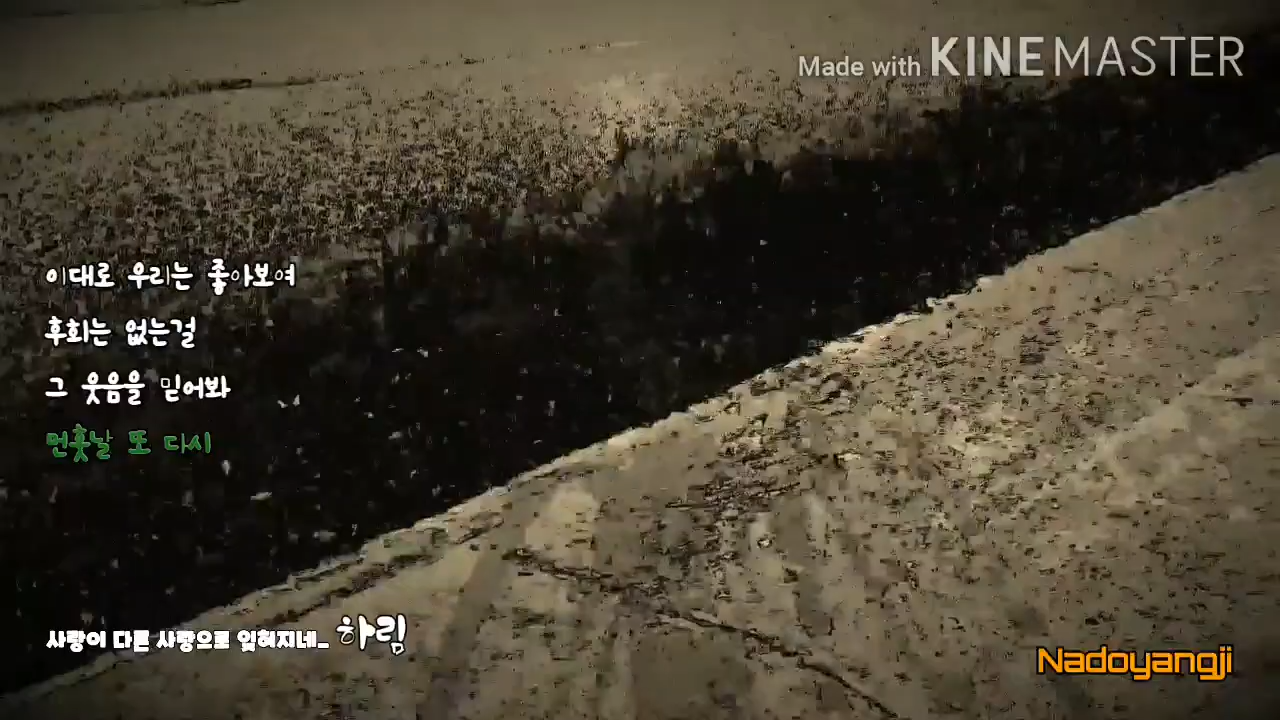 Made with KINEMASTER
이대로 우리는 좋아보여
후회는 없는걸
그 웃음을 믿어봐
먼훗날 또 다시
사랑이 다른 사랑으로 잊혀지네_ 하림
Nadoyangji